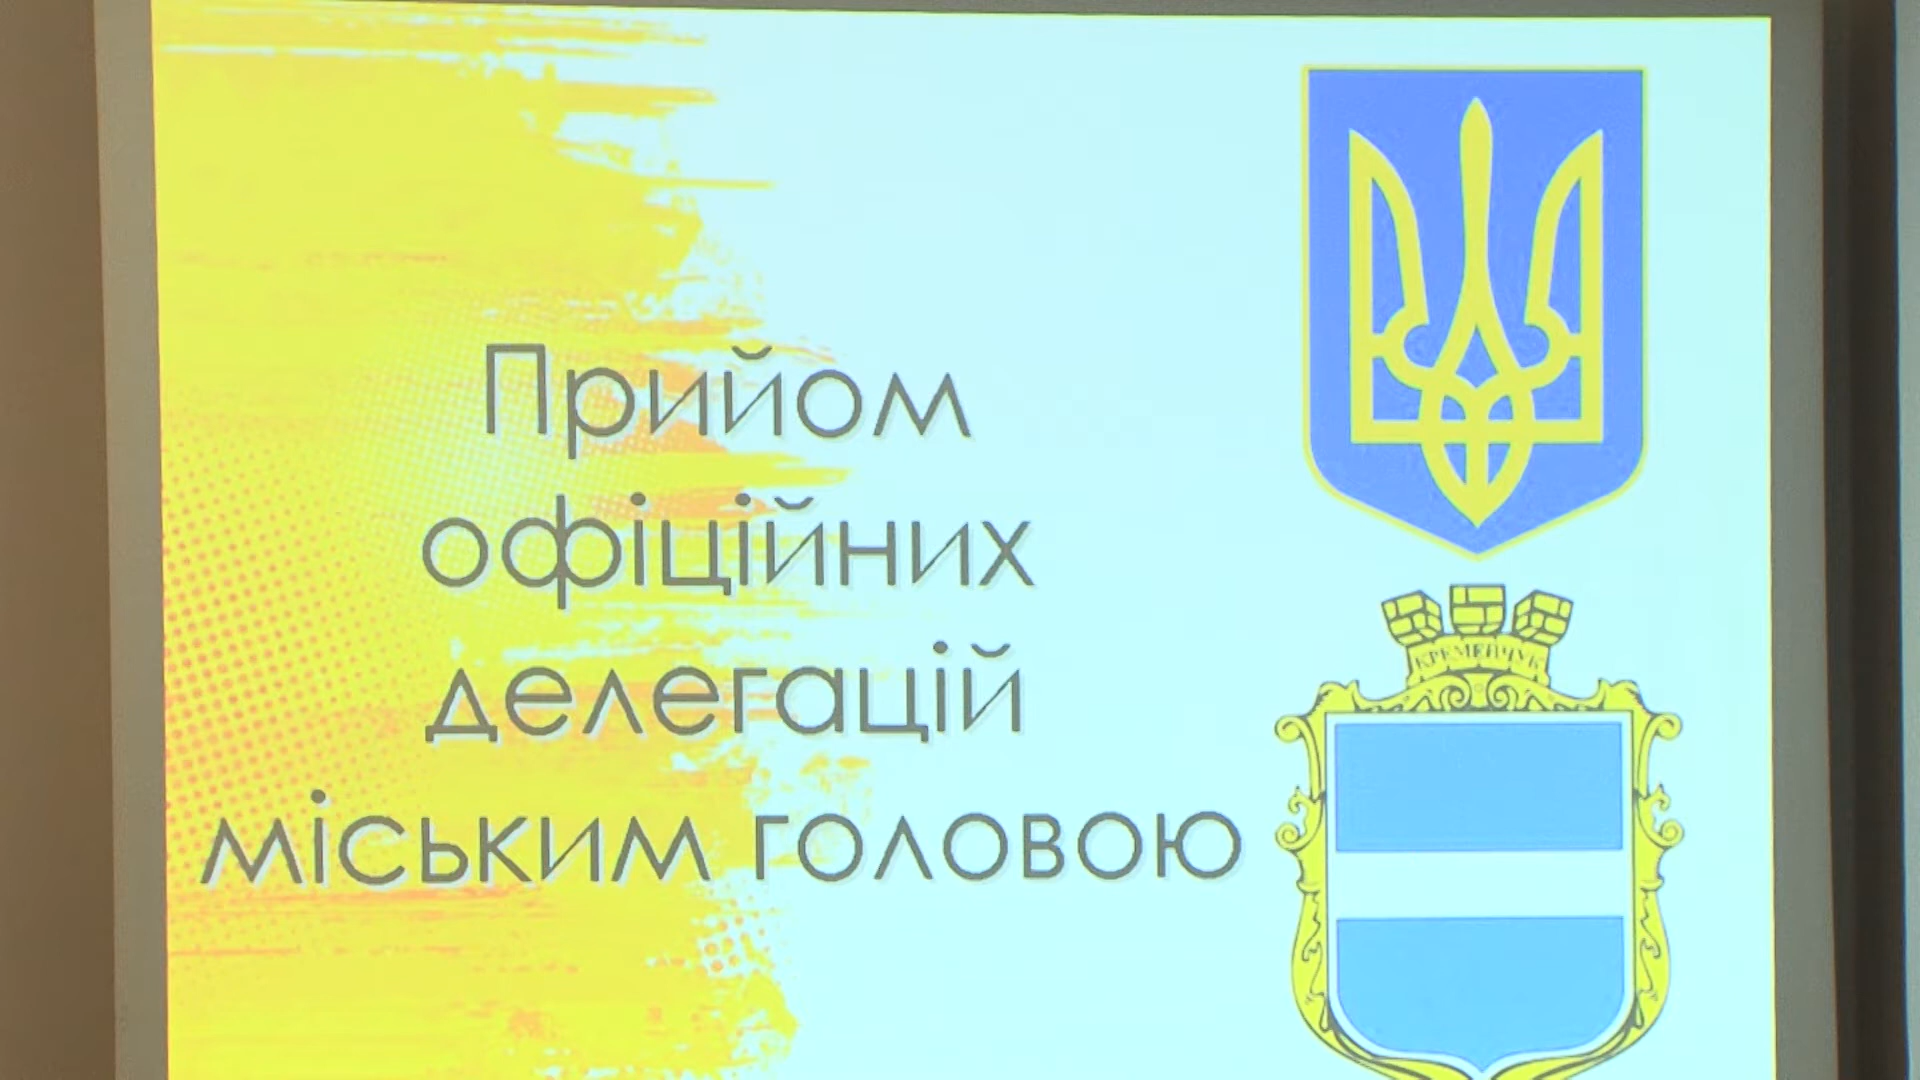 Прийом
офіційних
делегацій
міським головою
КРЕМЕНЧУК